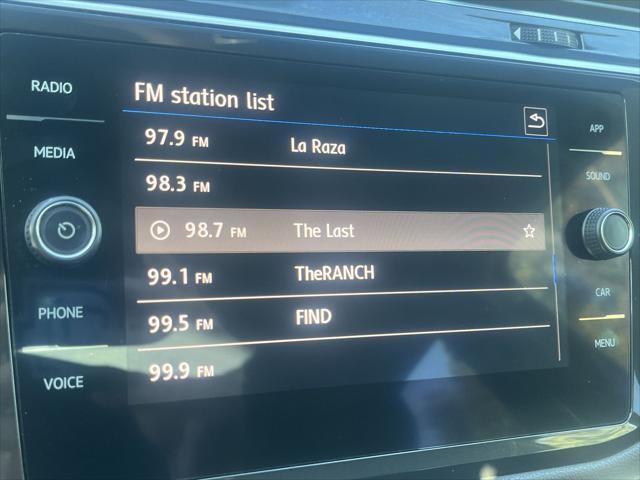 RADIO
MEDIA
PHONE
VOICE
FM station list
97.9 FM La Raza
98.3 FM
98.7 FM The Last
99.1 FM TheRANCH
99.5 FM FIND
99.9 FM
APP
SOUND
CAR
MENU